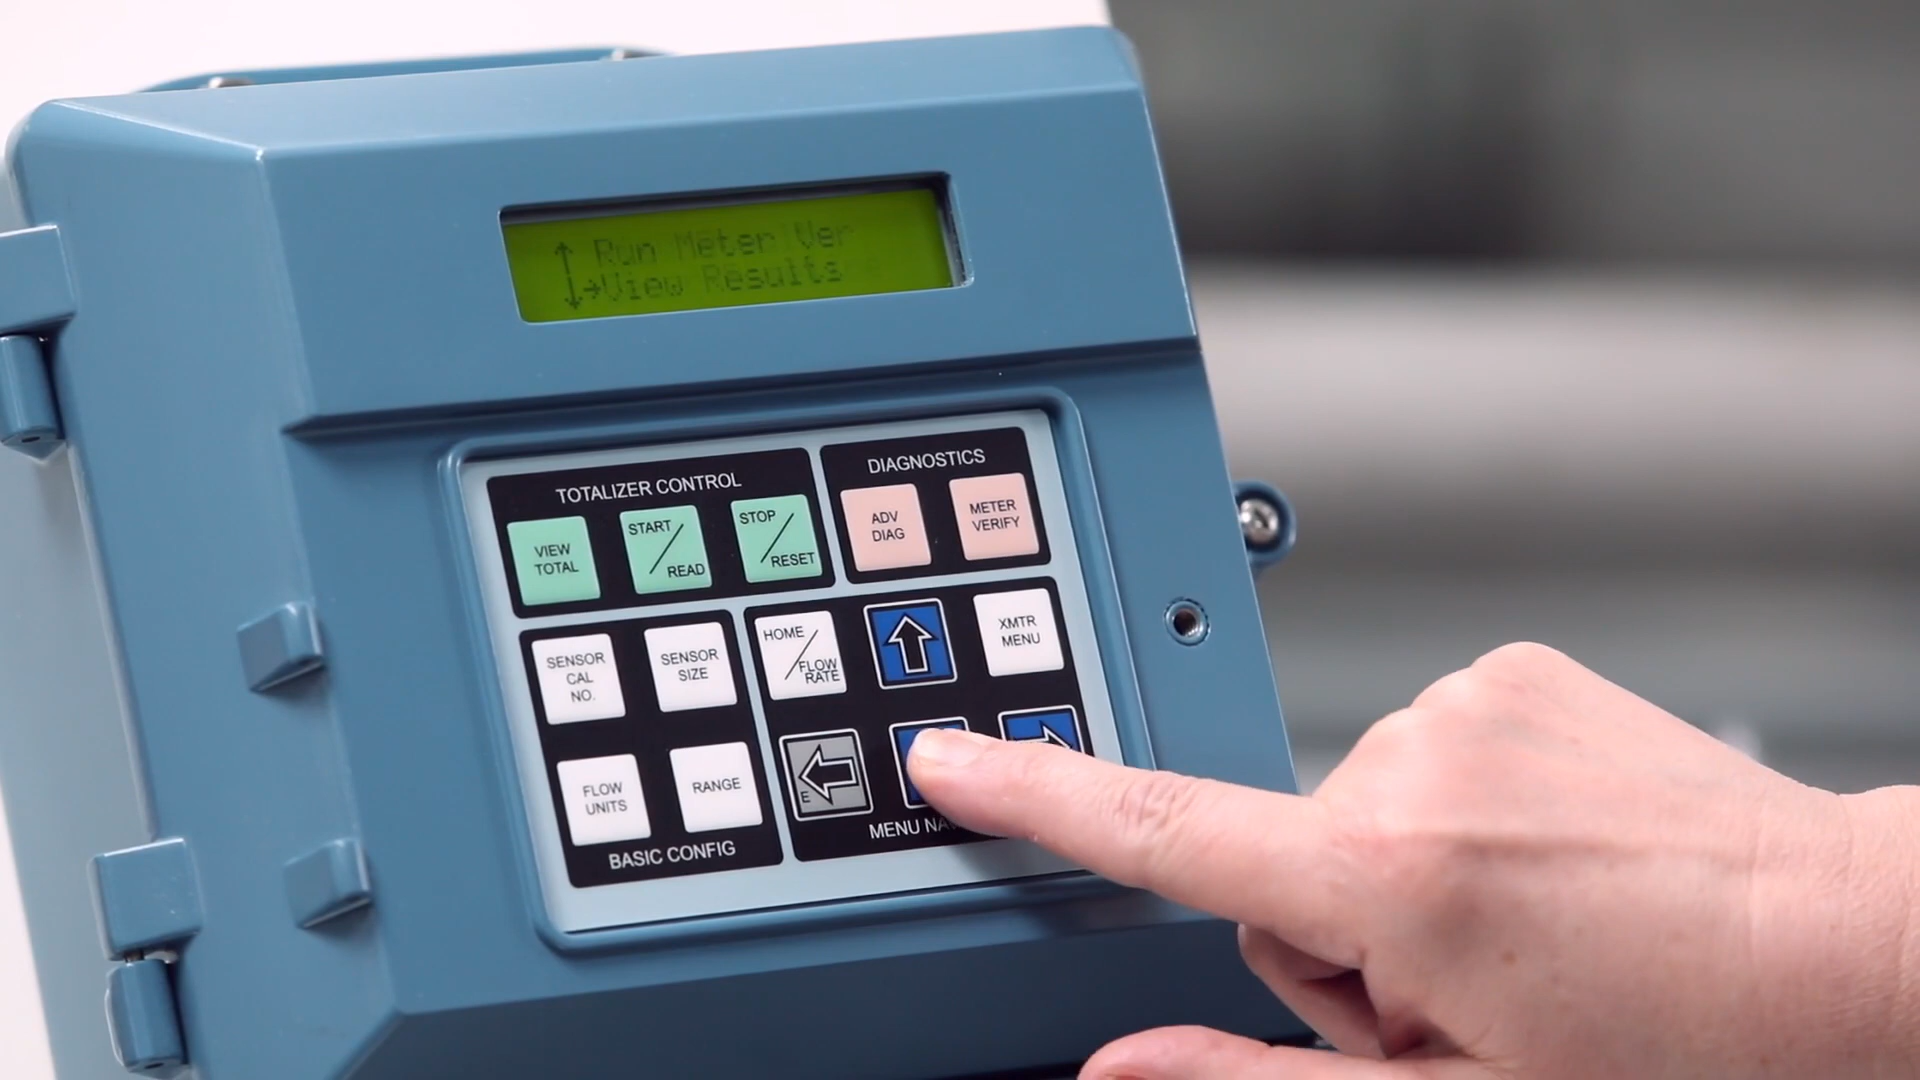 Run Meter Ver
View Results
TOTALIZER CONTROL
VIEW
TOTAL
START
READ
STOP
RESET
DIAGNOSTICS
ADV
DIAG
METER
VERIFY
SENSOR
CAL
NO.
SENSOR
SIZE
FLOW
UNITS
RANGE
BASIC CONFIG
HOME
FLOW
RATE
XMTR
MENU
E
MENU